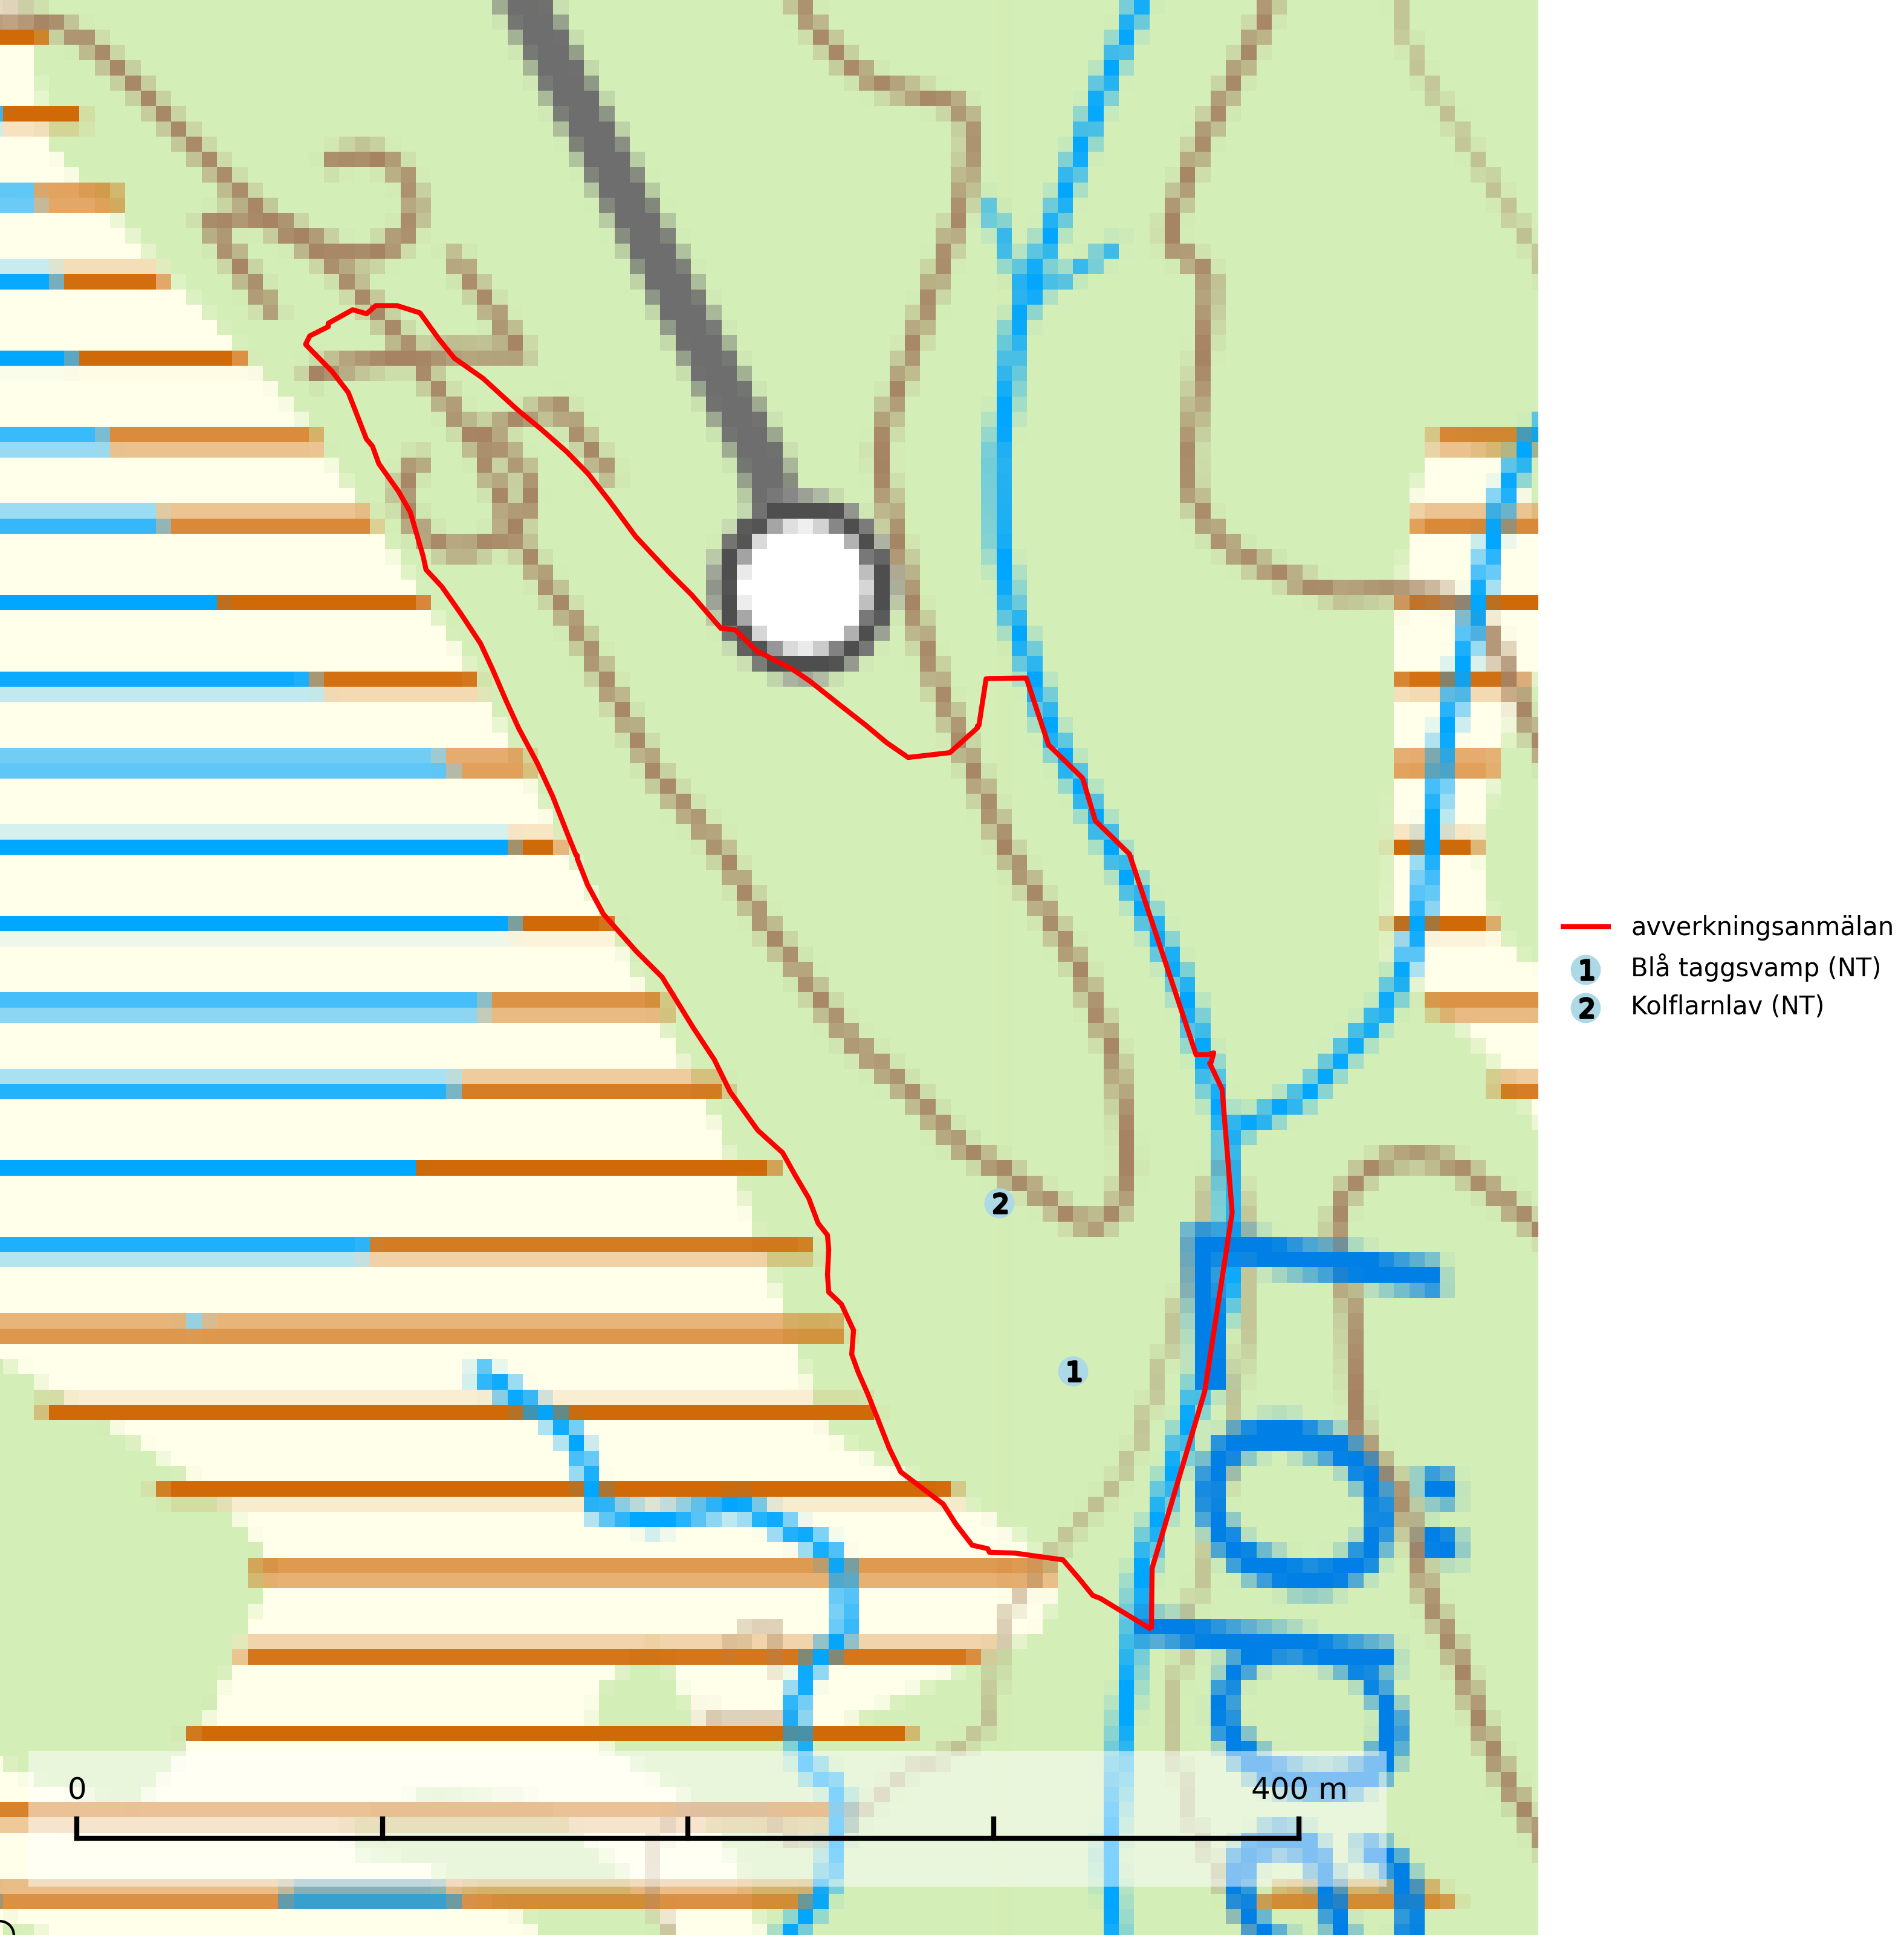 avverkningsanmälan
1 Blå taggsvamp (NT)
2 Kolflarnlav (NT)
2
1
0 400 m